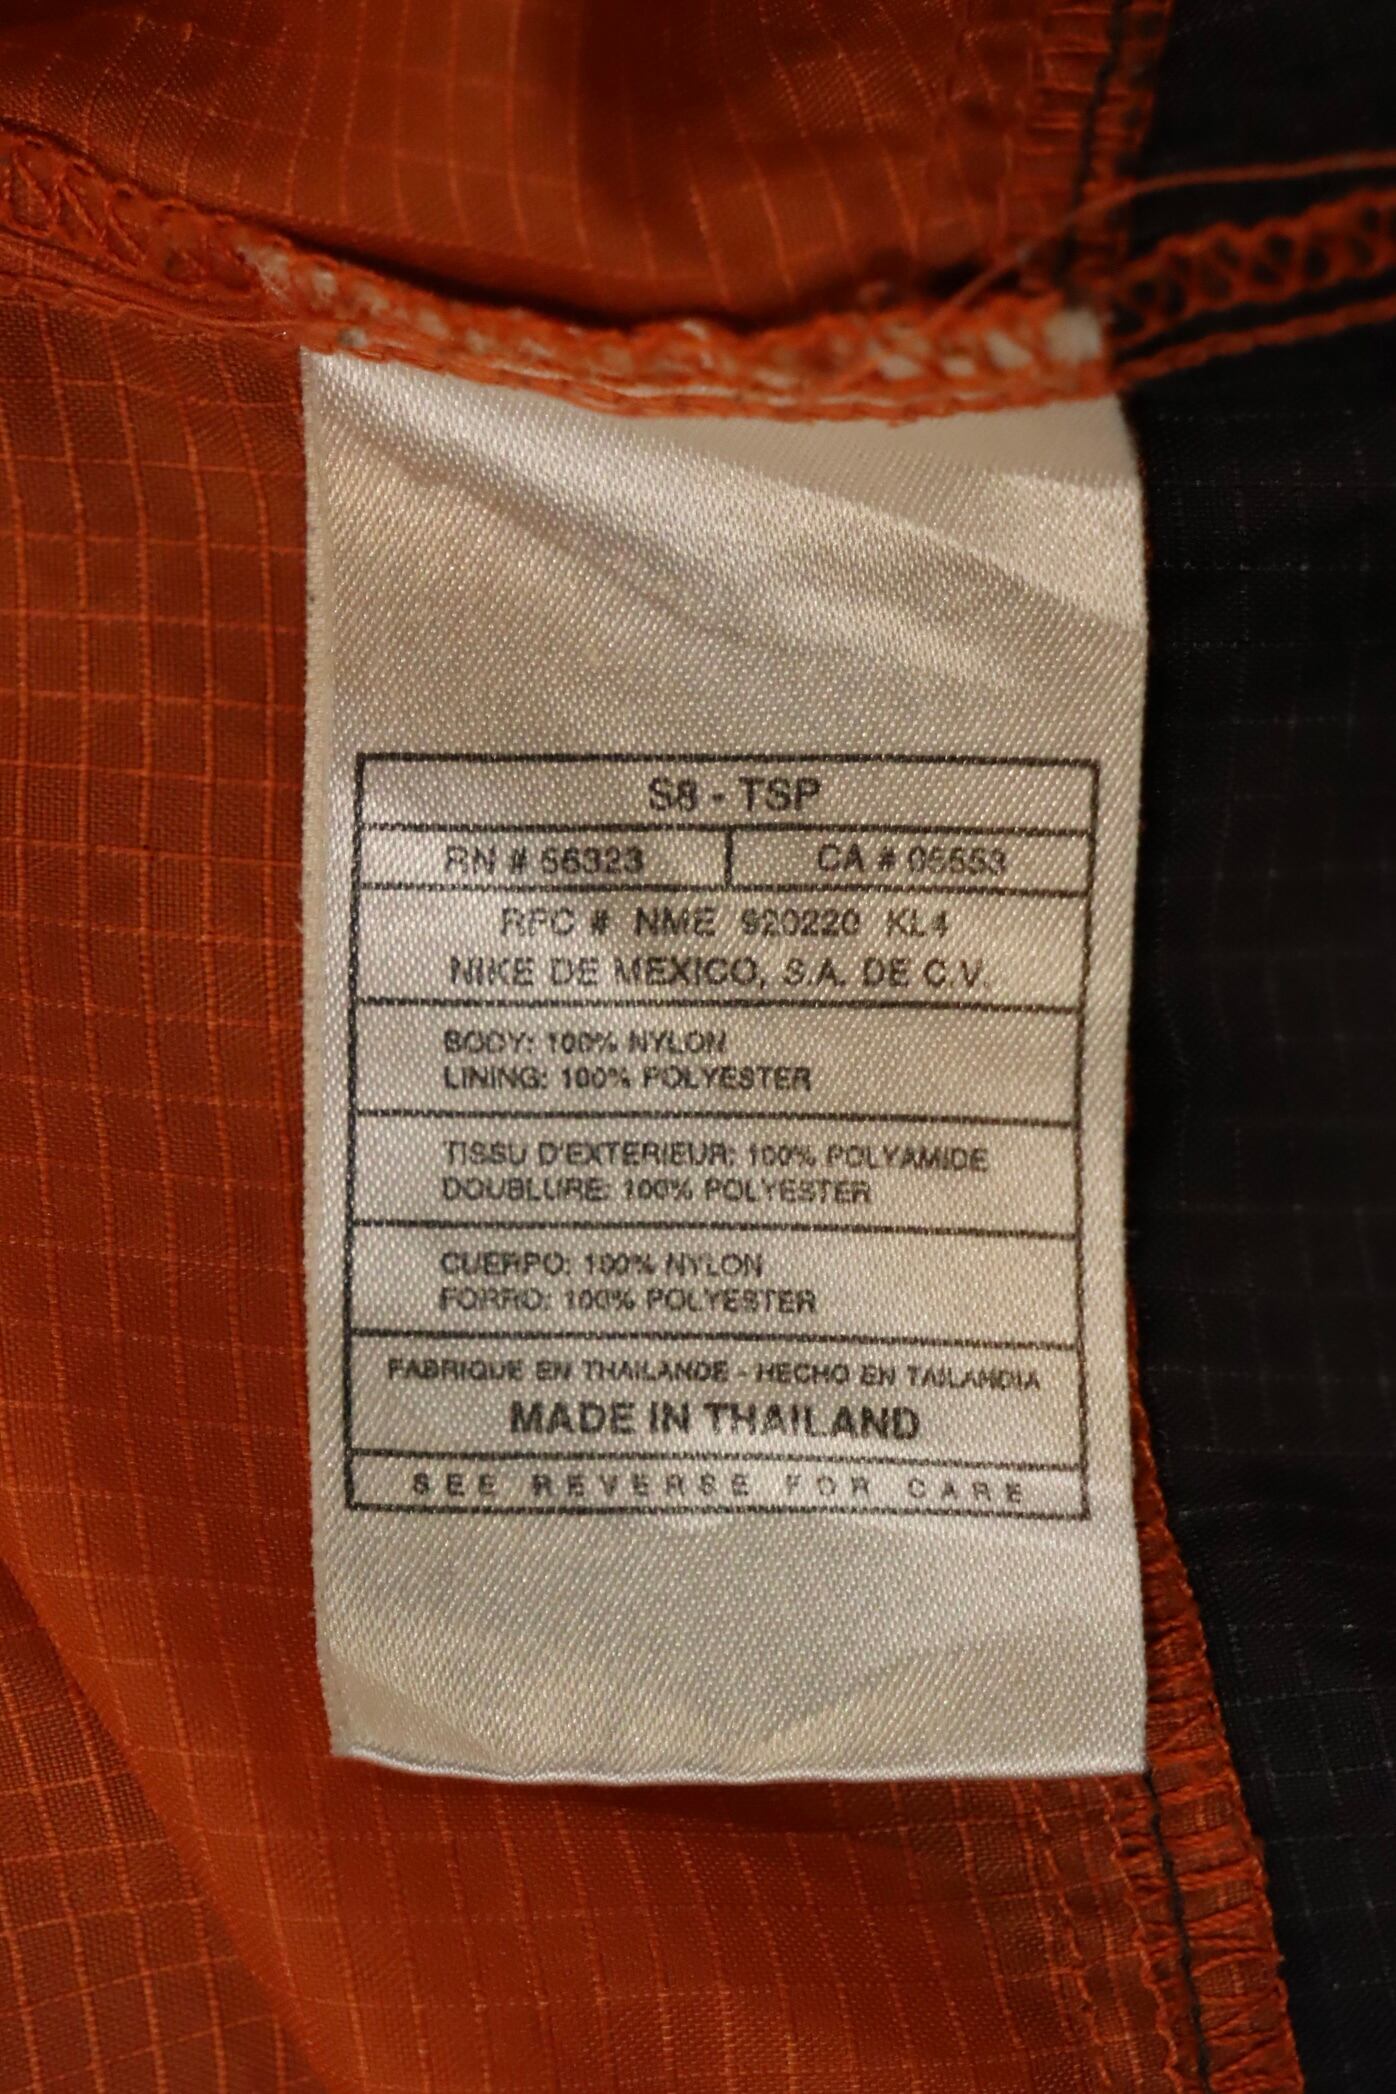 S8 - TSP
RN # 56323 CA # 05553
RFC # NME 920220 KL4
NIKE DE MEXICO, S.A. DE C.V.
BODY: 100% NYLON
LINING: 100% POLYESTER
TISSU D'EXTERIEUR: 100% POLYAMIDE
DOUBLURE: 100% POLYESTER
CUERPO: 100% NYLON
FORRO: 100% POLYESTER
FABRIQUE EN THAILANDE - HECHO EN TAILANDIA
MADE IN THAILAND
SEE REVERSE FOR CARE